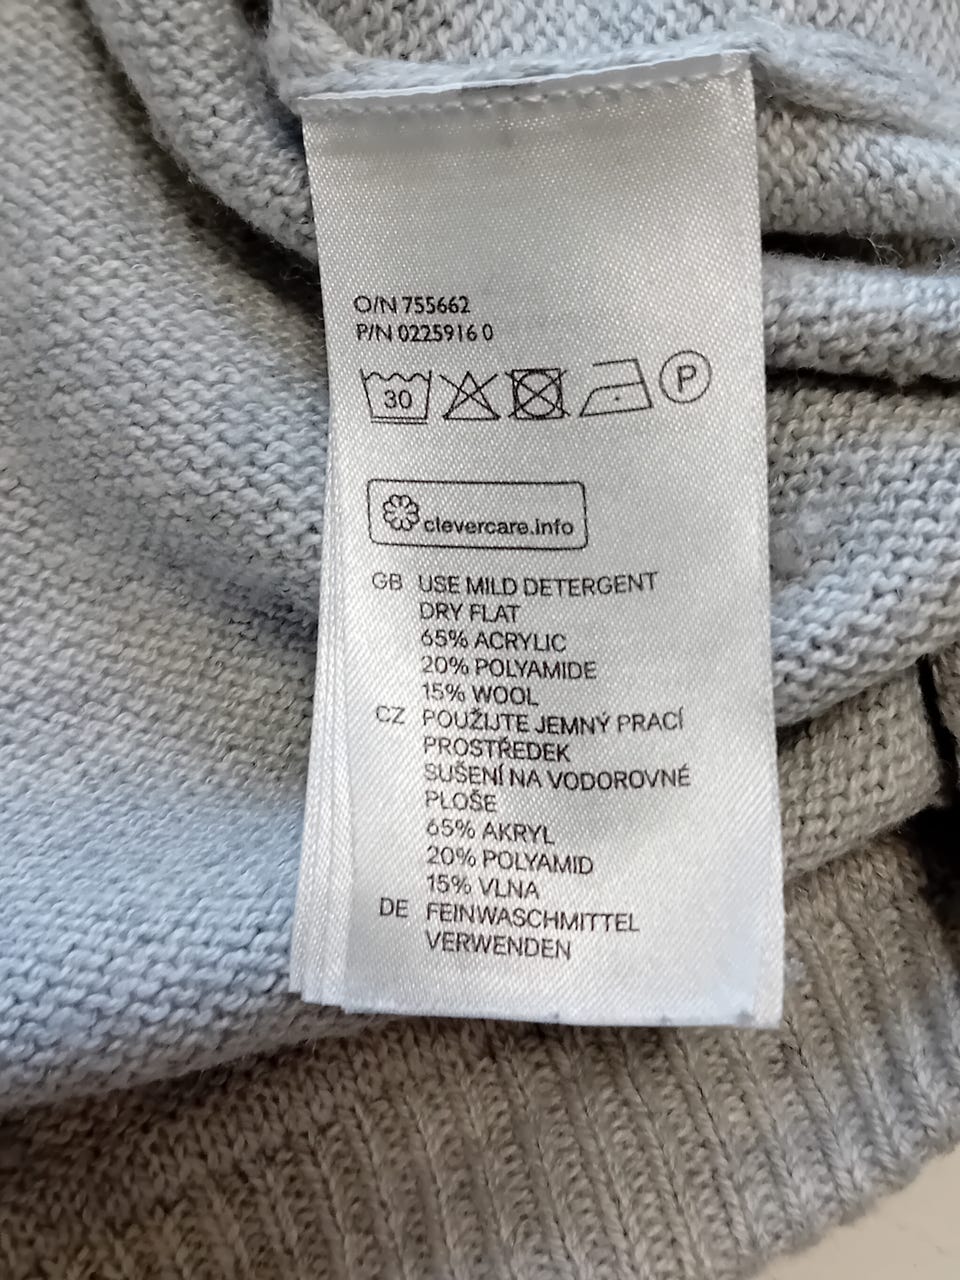 O/N 755662
P/N 0225916 0
30
P
clevercare.info
GB USE MILD DETERGENT
DRY FLAT
65% ACRYLIC
20% POLYAMIDE
15% WOOL
CZ POUŽIJTE JEMNÝ PRACÍ
PROSTŘEDEK
SUŠENÍ NA VODOROVNÉ
PLOŠE
65% AKRYL
20% POLYAMID
15% VLNA
DE FEINWASCHMITTEL
VERWENDEN